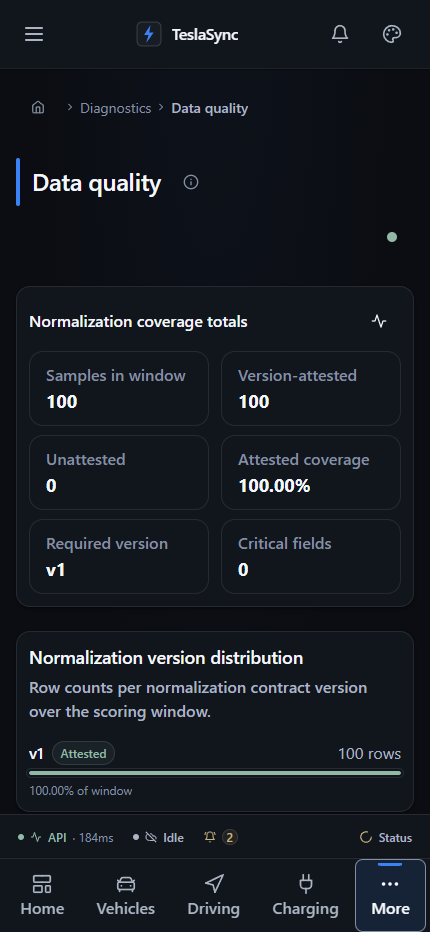 TeslaSync
Diagnostics > Data quality
Data quality
Normalization coverage totals
Samples in window
100
Version-attested
100
Unattested
0
Attested coverage
100.00%
Required version
v1
Critical fields
0
Normalization version distribution
Row counts per normalization contract version
over the scoring window.
v1 Attested 100 rows
100.00% of window
API · 184ms Idle 2 Status
Home Vehicles Driving Charging More